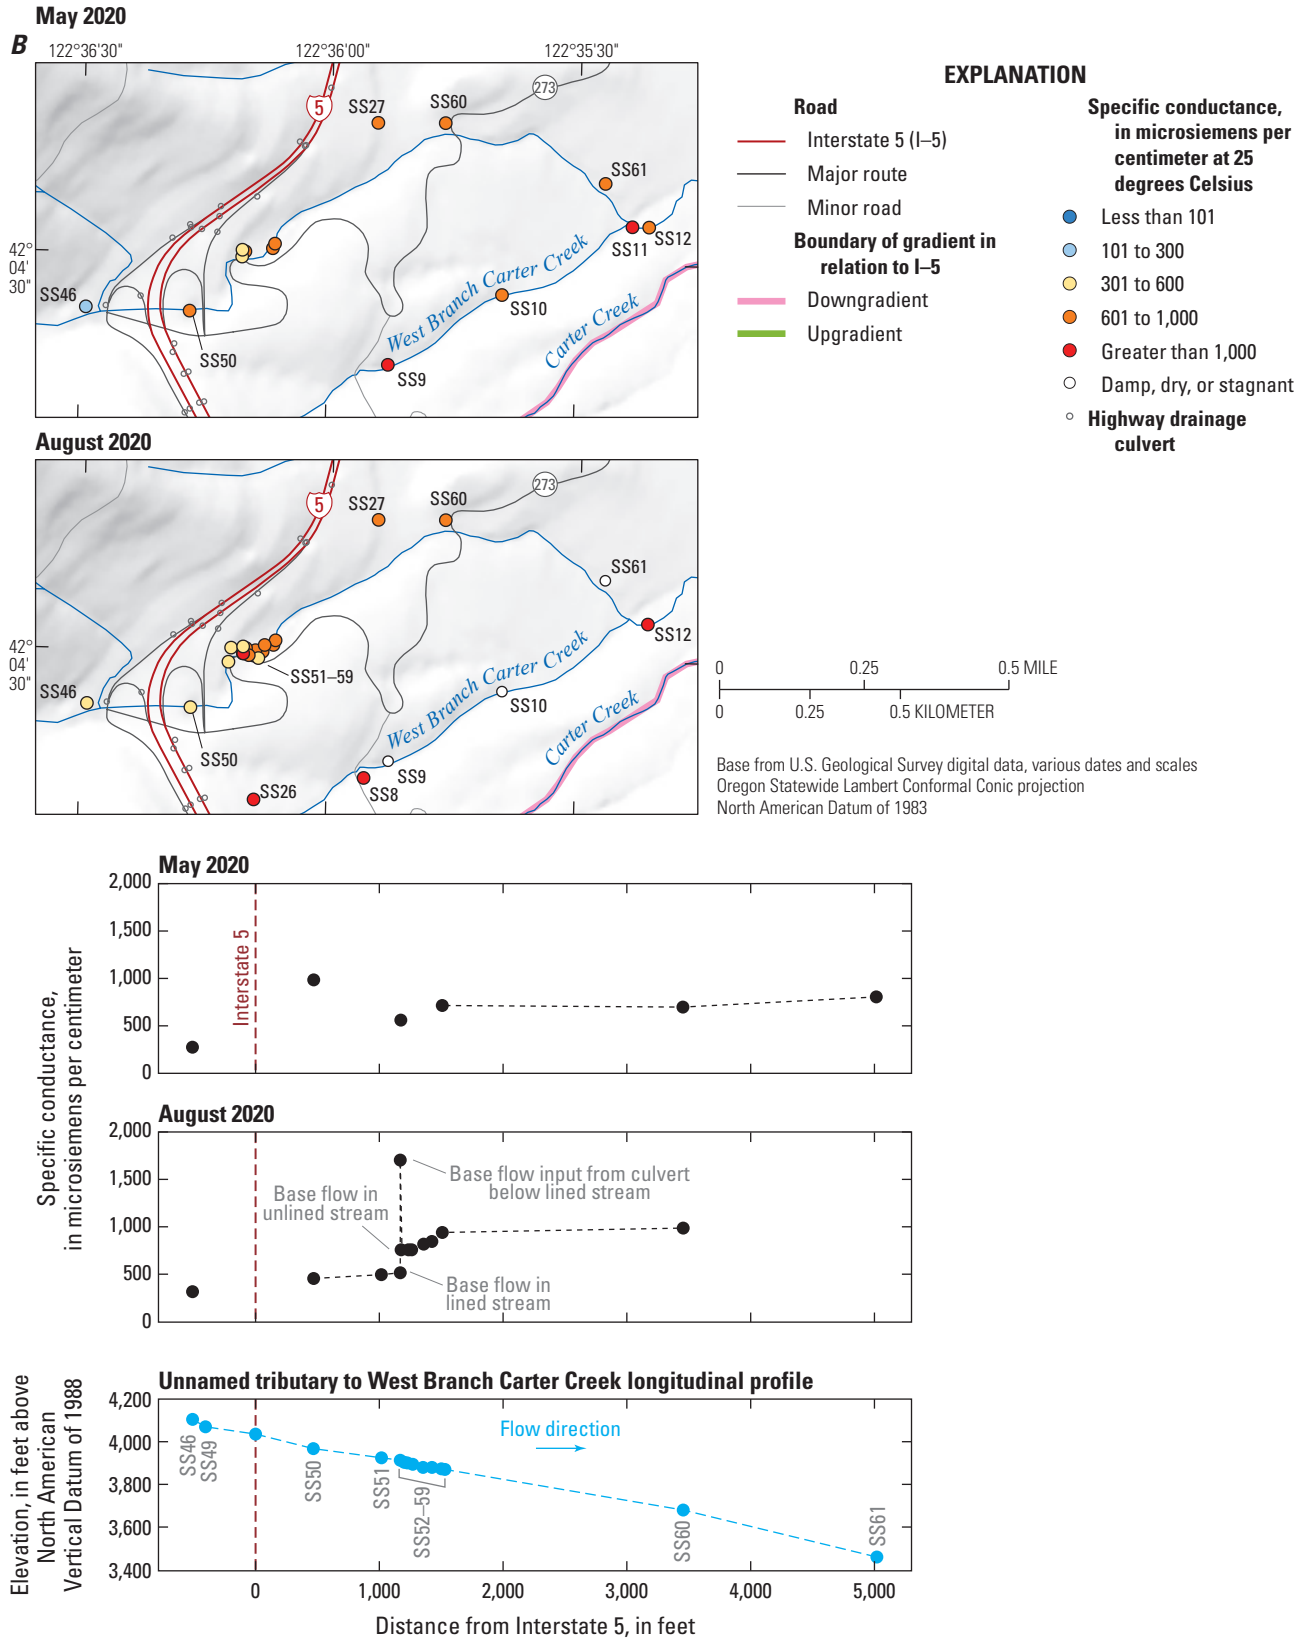 May 2020
B
122°36'30"
122°36'00"
122°35'30"
42°
04'
30"
5
273
SS27
SS60
SS61
SS11
SS12
SS46
SS50
SS10
SS9
West Branch Carter Creek
Carter Creek
EXPLANATION
Road
Interstate 5 (I–5)
Major route
Minor road
Boundary of gradient in
relation to I–5
Downgradient
Upgradient
Specific conductance,
in microsiemens per
centimeter at 25
degrees Celsius
Less than 101
101 to 300
301 to 600
601 to 1,000
Greater than 1,000
Damp, dry, or stagnant
Highway drainage
culvert
August 2020
42°
04'
30"
5
273
SS27
SS60
SS61
SS12
SS51–59
SS46
SS50
SS10
SS9
SS8
SS26
West Branch Carter Creek
Carter Creek
0 0.25 0.5 MILE
0 0.25 0.5 KILOMETER
Base from U.S. Geological Survey digital data, various dates and scales
Oregon Statewide Lambert Conformal Conic projection
North American Datum of 1983
May 2020
2,000
1,500
1,000
500
0
Interstate 5
Specific conductance,
in microsiemens per centimeter
August 2020
2,000
1,500
1,000
500
0
Base flow input from culvert
below lined stream
Base flow in
unlined stream
Base flow in
lined stream
Unnamed tributary to West Branch Carter Creek longitudinal profile
Elevation, in feet above
North American
Vertical Datum of 1988
4,200
4,000
3,800
3,600
3,400
Flow direction
SS46
SS49
SS50
SS51
SS52–59
SS60
SS61
0 1,000 2,000 3,000 4,000 5,000
Distance from Interstate 5, in feet